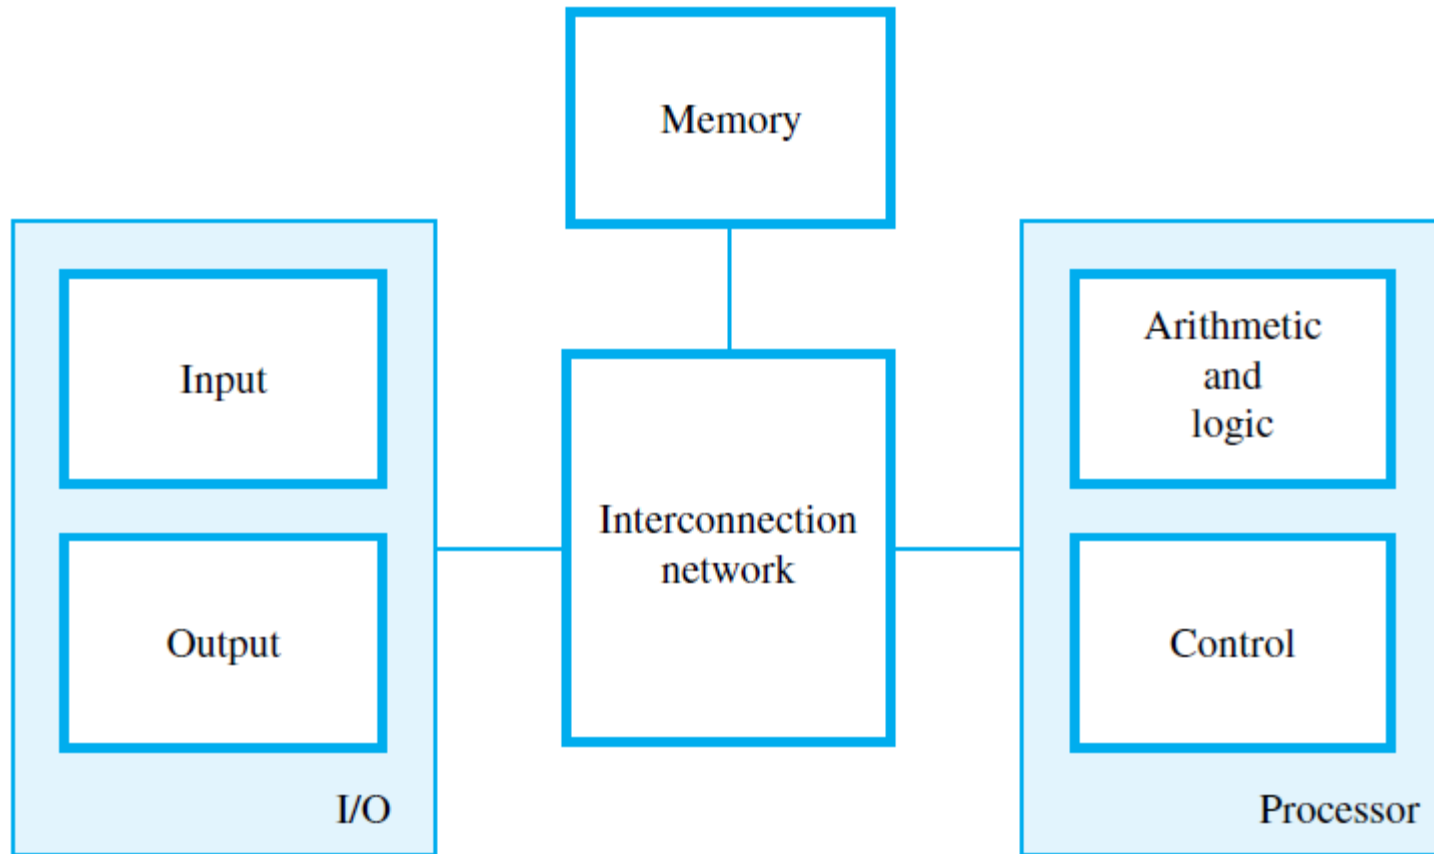 Memory
Input
Output
I/O
Interconnection
network
Arithmetic
and
logic
Control
Processor